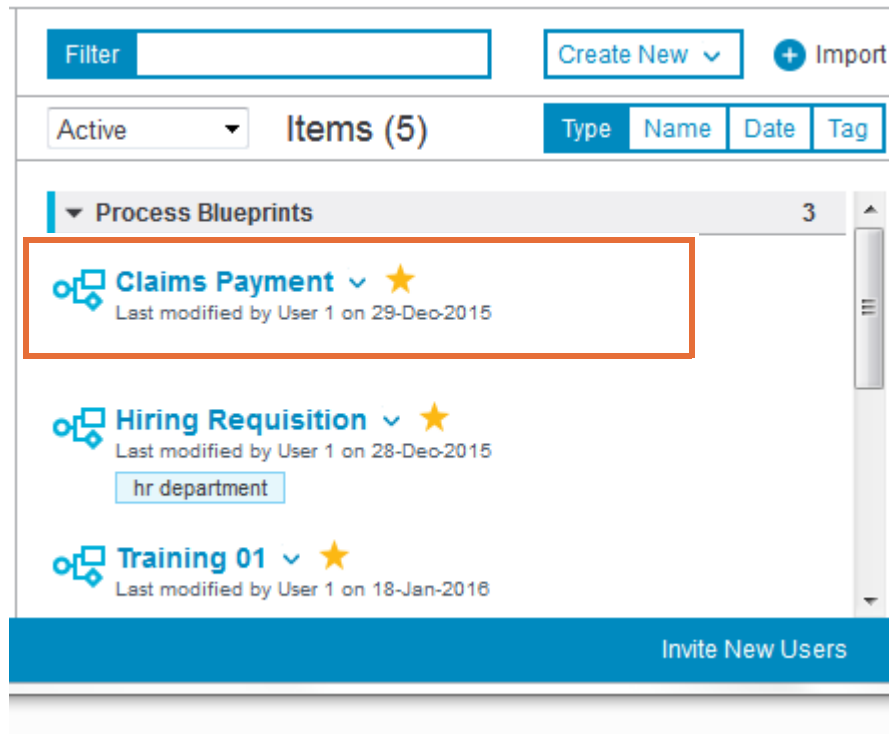 Filter Create New Import
Active Items (5) Type Name Date Tag
Process Blueprints 3
Claims Payment
Last modified by User 1 on 29-Dec-2015
Hiring Requisition
Last modified by User 1 on 28-Dec-2015
hr department
Training 01
Last modified by User 1 on 18-Jan-2016
Invite New Users